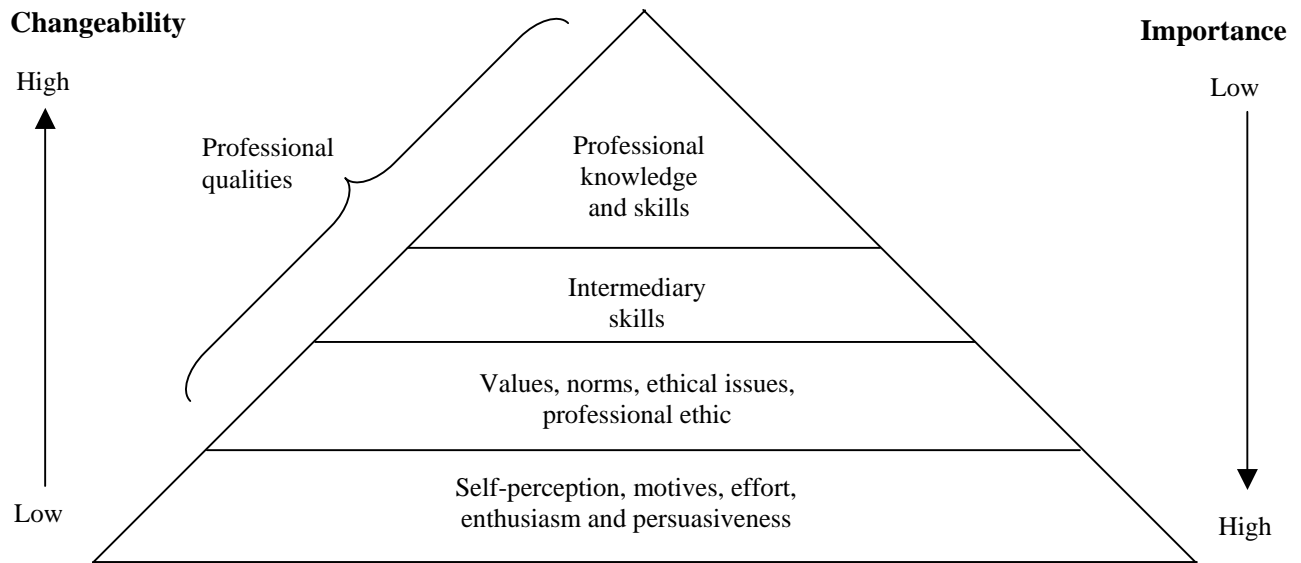 Changeability
Importance
High
Low
Professional
qualities
Professional
knowledge
and skills
Intermediary
skills
Values, norms, ethical issues,
professional ethic
Self-perception, motives, effort,
enthusiasm and persuasiveness
Low
High